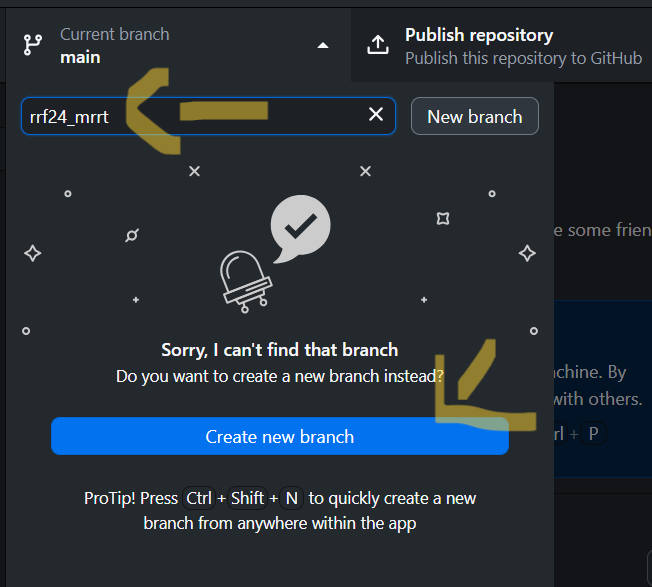 Current branch
main
Publish repository
Publish this repository to GitHub
rrf24_mrrt
New branch
e some frien
Sorry, I can't find that branch
Do you want to create a new branch instead?
achine. By
with others.
rl + P
Create new branch
ProTip! Press Ctrl + Shift + N to quickly create a new
branch from anywhere within the app